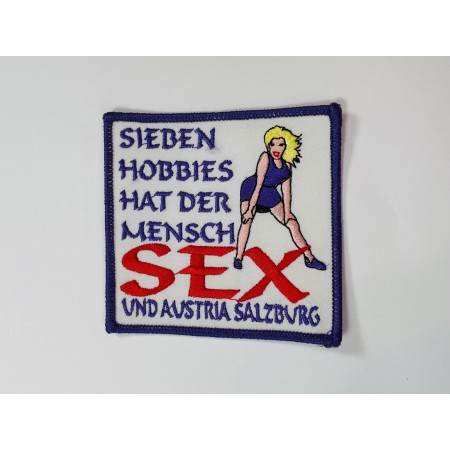 SIEBEN
HOBBIES
HAT DER
MENSCH
SEX
UND AUSTRIA SALZBURG